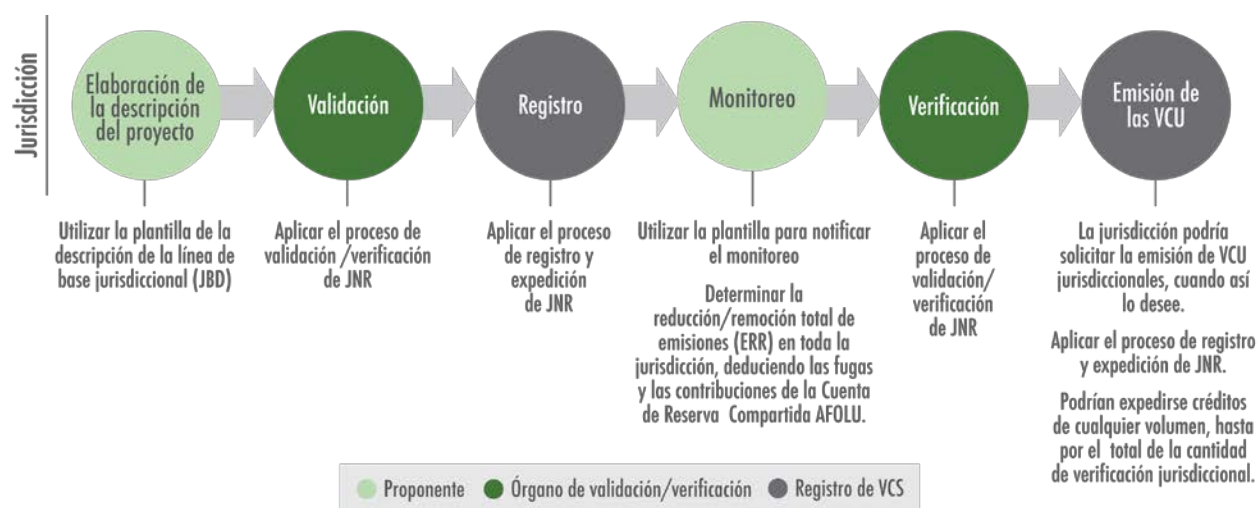 Jurisdicción
Elaboración de
la descripción
del proyecto
Validación
Registro
Monitoreo
Verificación
Emisión de
las VCU
Utilizar la plantilla de la
descripción de la línea de
base jurisdiccional (JBD)
Aplicar el proceso de
validación /verificación
de JNR
Aplicar el proceso
de registro y
expedición
de JNR
Utilizar la plantilla para notificar
el monitoreo
Determinar la
reducción/remoción total de
emisiones (ERR) en toda la
jurisdicción, deduciendo las fugas
y las contribuciones de la Cuenta
de Reserva Compartida AFOLU.
Aplicar el
proceso de
validación/
verificación
de JNR
La jurisdicción podría
solicitar la emisión de VCU
jurisdiccionales, cuando así
lo desee.
Aplicar el proceso de registro
y expedición de JNR.
Podrían expedirse créditos
de cualquier volumen, hasta
por el total de la cantidad
de verificación jurisdiccional.
Proponente
Órgano de validación/verificación
Registro de VCS